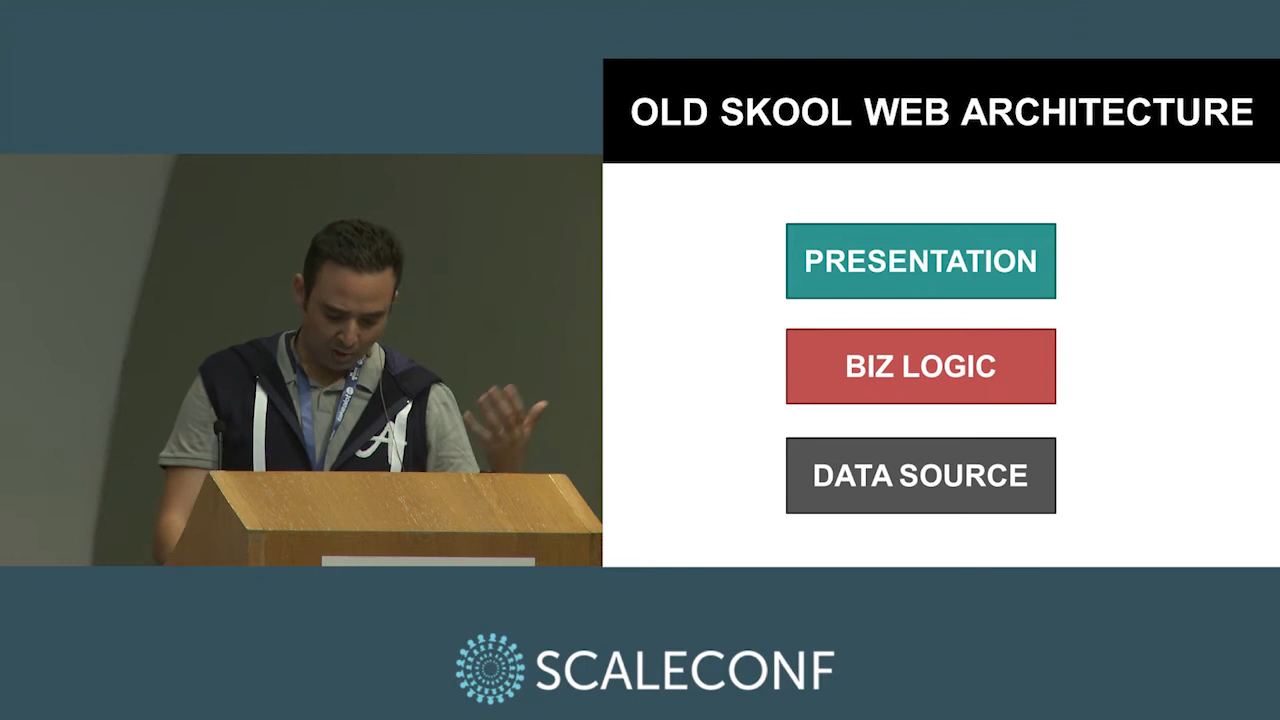 OLD SKOOL WEB ARCHITECTURE
PRESENTATION
BIZ LOGIC
DATA SOURCE
A
SCALECONF